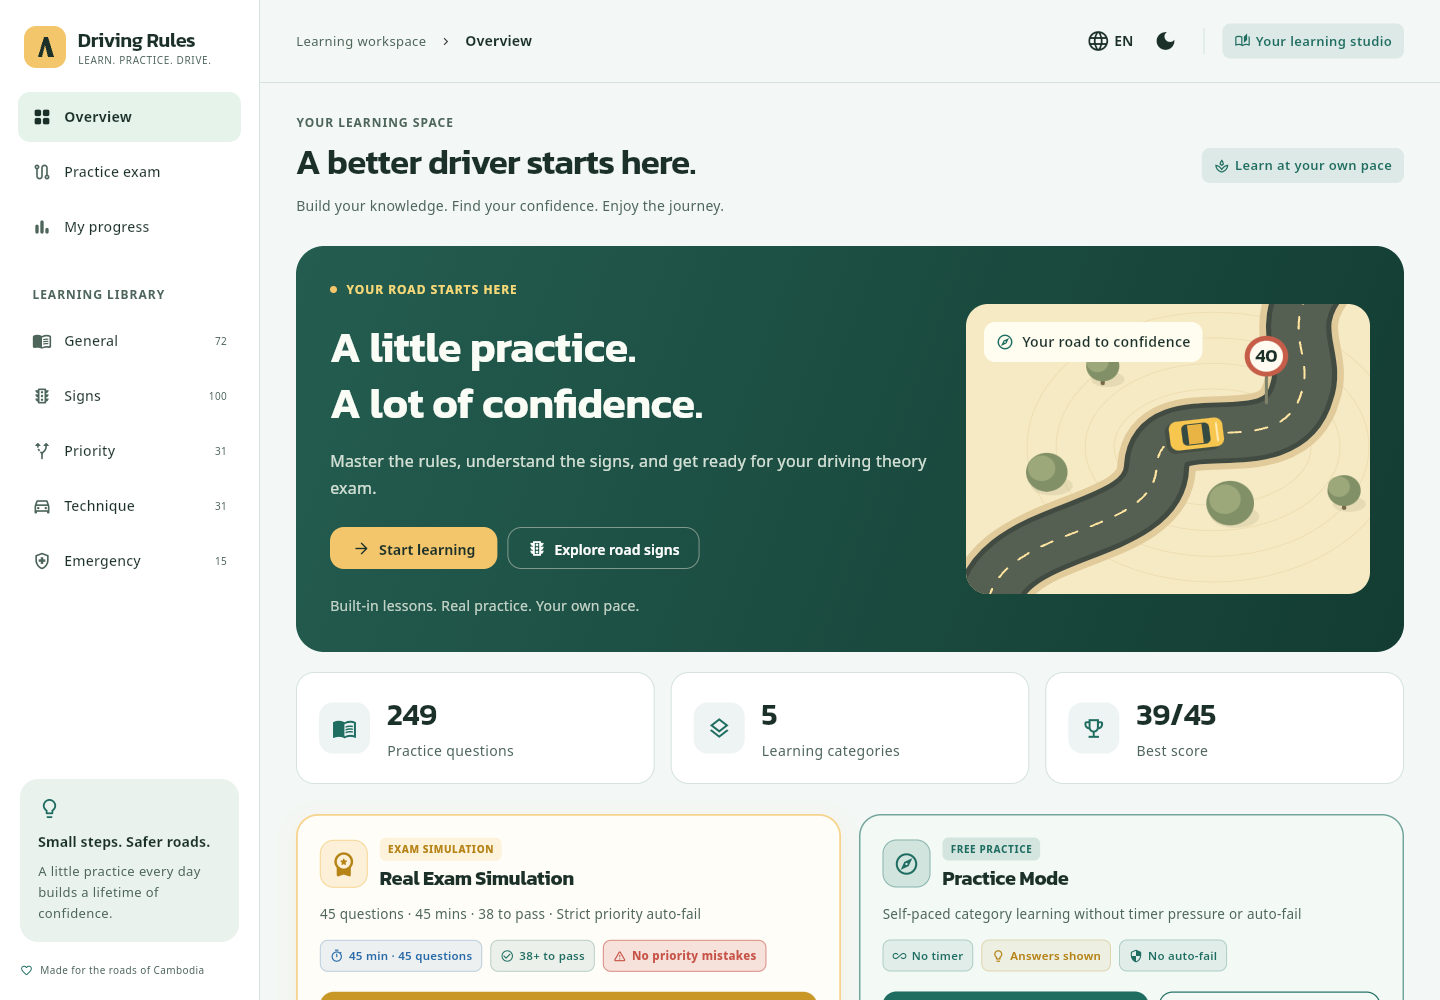 Driving Rules
LEARN. PRACTICE. DRIVE.
Overview
Practice exam
My progress
LEARNING LIBRARY
General 72
Signs 100
Priority 31
Technique 31
Emergency 15
Small steps. Safer roads.
A little practice every day
builds a lifetime of
confidence.
Made for the roads of Cambodia
Learning workspace > Overview
EN
Your learning studio
YOUR LEARNING SPACE
A better driver starts here.
Build your knowledge. Find your confidence. Enjoy the journey.
Learn at your own pace
YOUR ROAD STARTS HERE
A little practice.
A lot of confidence.
Master the rules, understand the signs, and get ready for your driving theory
exam.
Start learning
Explore road signs
Built-in lessons. Real practice. Your own pace.
Your road to confidence
40
249
Practice questions
5
Learning categories
39/45
Best score
EXAM SIMULATION
Real Exam Simulation
45 questions · 45 mins · 38 to pass · Strict priority auto-fail
45 min · 45 questions
38+ to pass
No priority mistakes
FREE PRACTICE
Practice Mode
Self-paced category learning without timer pressure or auto-fail
No timer
Answers shown
No auto-fail